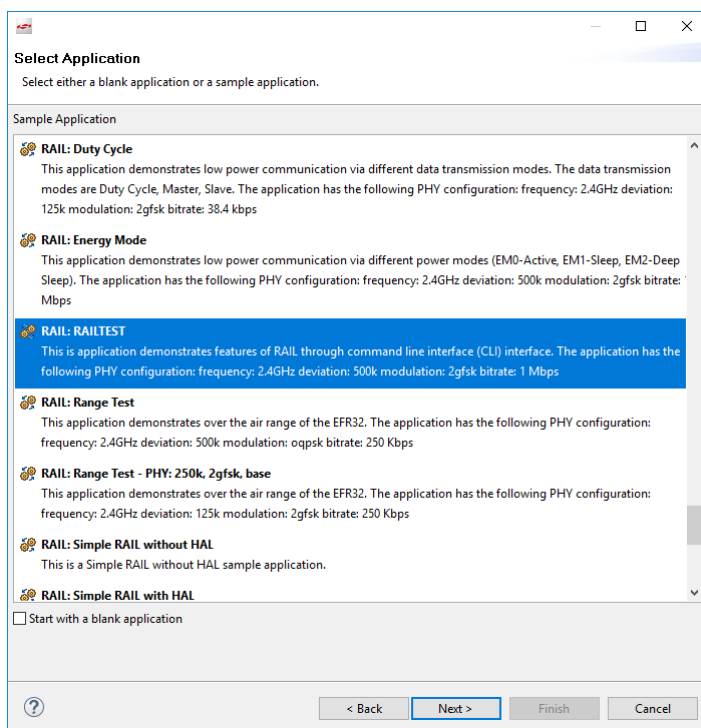 Select Application
Select either a blank application or a sample application.
Sample Application
RAIL: Duty Cycle
This application demonstrates low power communication via different data transmission modes. The data transmission
modes are Duty Cycle, Master, Slave. The application has the following PHY configuration: frequency: 2.4GHz deviation:
125k modulation: 2gfsk bitrate: 38.4 kbps
RAIL: Energy Mode
This application demonstrates low power communication via different power modes (EM0-Active, EM1-Sleep, EM2-Deep
Sleep). The application has the following PHY configuration: frequency: 2.4GHz deviation: 500k modulation: 2gfsk bitrate:
Mbps
RAIL: RAILTEST
This is application demonstrates features of RAIL through command line interface (CLI) interface. The application has the
following PHY configuration: frequency: 2.4GHz deviation: 500k modulation: 2gfsk bitrate: 1 Mbps
RAIL: Range Test
This application demonstrates over the air range of the EFR32. The application has the following PHY configuration:
frequency: 2.4GHz deviation: 500k modulation: oqpsk bitrate: 250 Kbps
RAIL: Range Test - PHY: 250k, 2gfsk, base
This application demonstrates over the air range of the EFR32. The application has the following PHY configuration:
frequency: 2.4GHz deviation: 125k modulation: 2gfsk bitrate: 250 Kbps
RAIL: Simple RAIL without HAL
This is a Simple RAIL without HAL sample application.
RAIL: Simple RAIL with HAL
Start with a blank application
? < Back Next > Finish Cancel